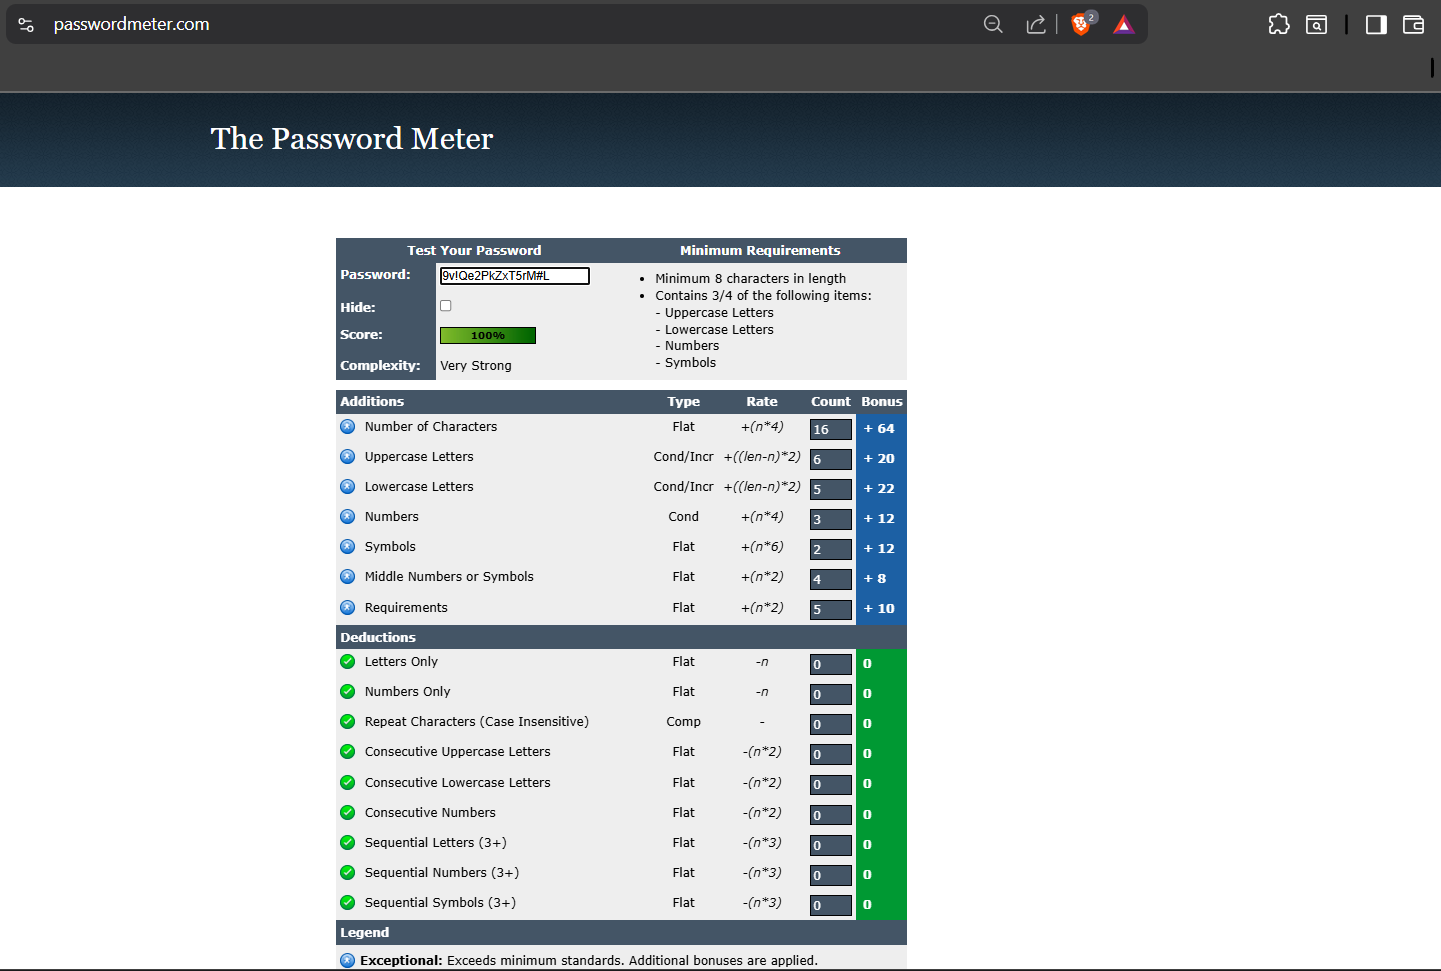 passwordmeter.com
2
The Password Meter
Test Your Password Minimum Requirements
Password: 9v!Qe2PkZxT5rM#L
Hide:
Score: 100%
Complexity: Very Strong
Minimum 8 characters in length
Contains 3/4 of the following items:
- Uppercase Letters
- Lowercase Letters
- Numbers
- Symbols
Additions Type Rate Count Bonus
Number of Characters Flat +(n*4) 16 + 64
Uppercase Letters Cond/Incr +((len-n)*2) 6 + 20
Lowercase Letters Cond/Incr +((len-n)*2) 5 + 22
Numbers Cond +(n*4) 3 + 12
Symbols Flat +(n*6) 2 + 12
Middle Numbers or Symbols Flat +(n*2) 4 + 8
Requirements Flat +(n*2) 5 + 10
Deductions
Letters Only Flat -n 0 0
Numbers Only Flat -n 0 0
Repeat Characters (Case Insensitive) Comp - 0 0
Consecutive Uppercase Letters Flat -(n*2) 0 0
Consecutive Lowercase Letters Flat -(n*2) 0 0
Consecutive Numbers Flat -(n*2) 0 0
Sequential Letters (3+) Flat -(n*3) 0 0
Sequential Numbers (3+) Flat -(n*3) 0 0
Sequential Symbols (3+) Flat -(n*3) 0 0
Legend
Exceptional: Exceeds minimum standards. Additional bonuses are applied.